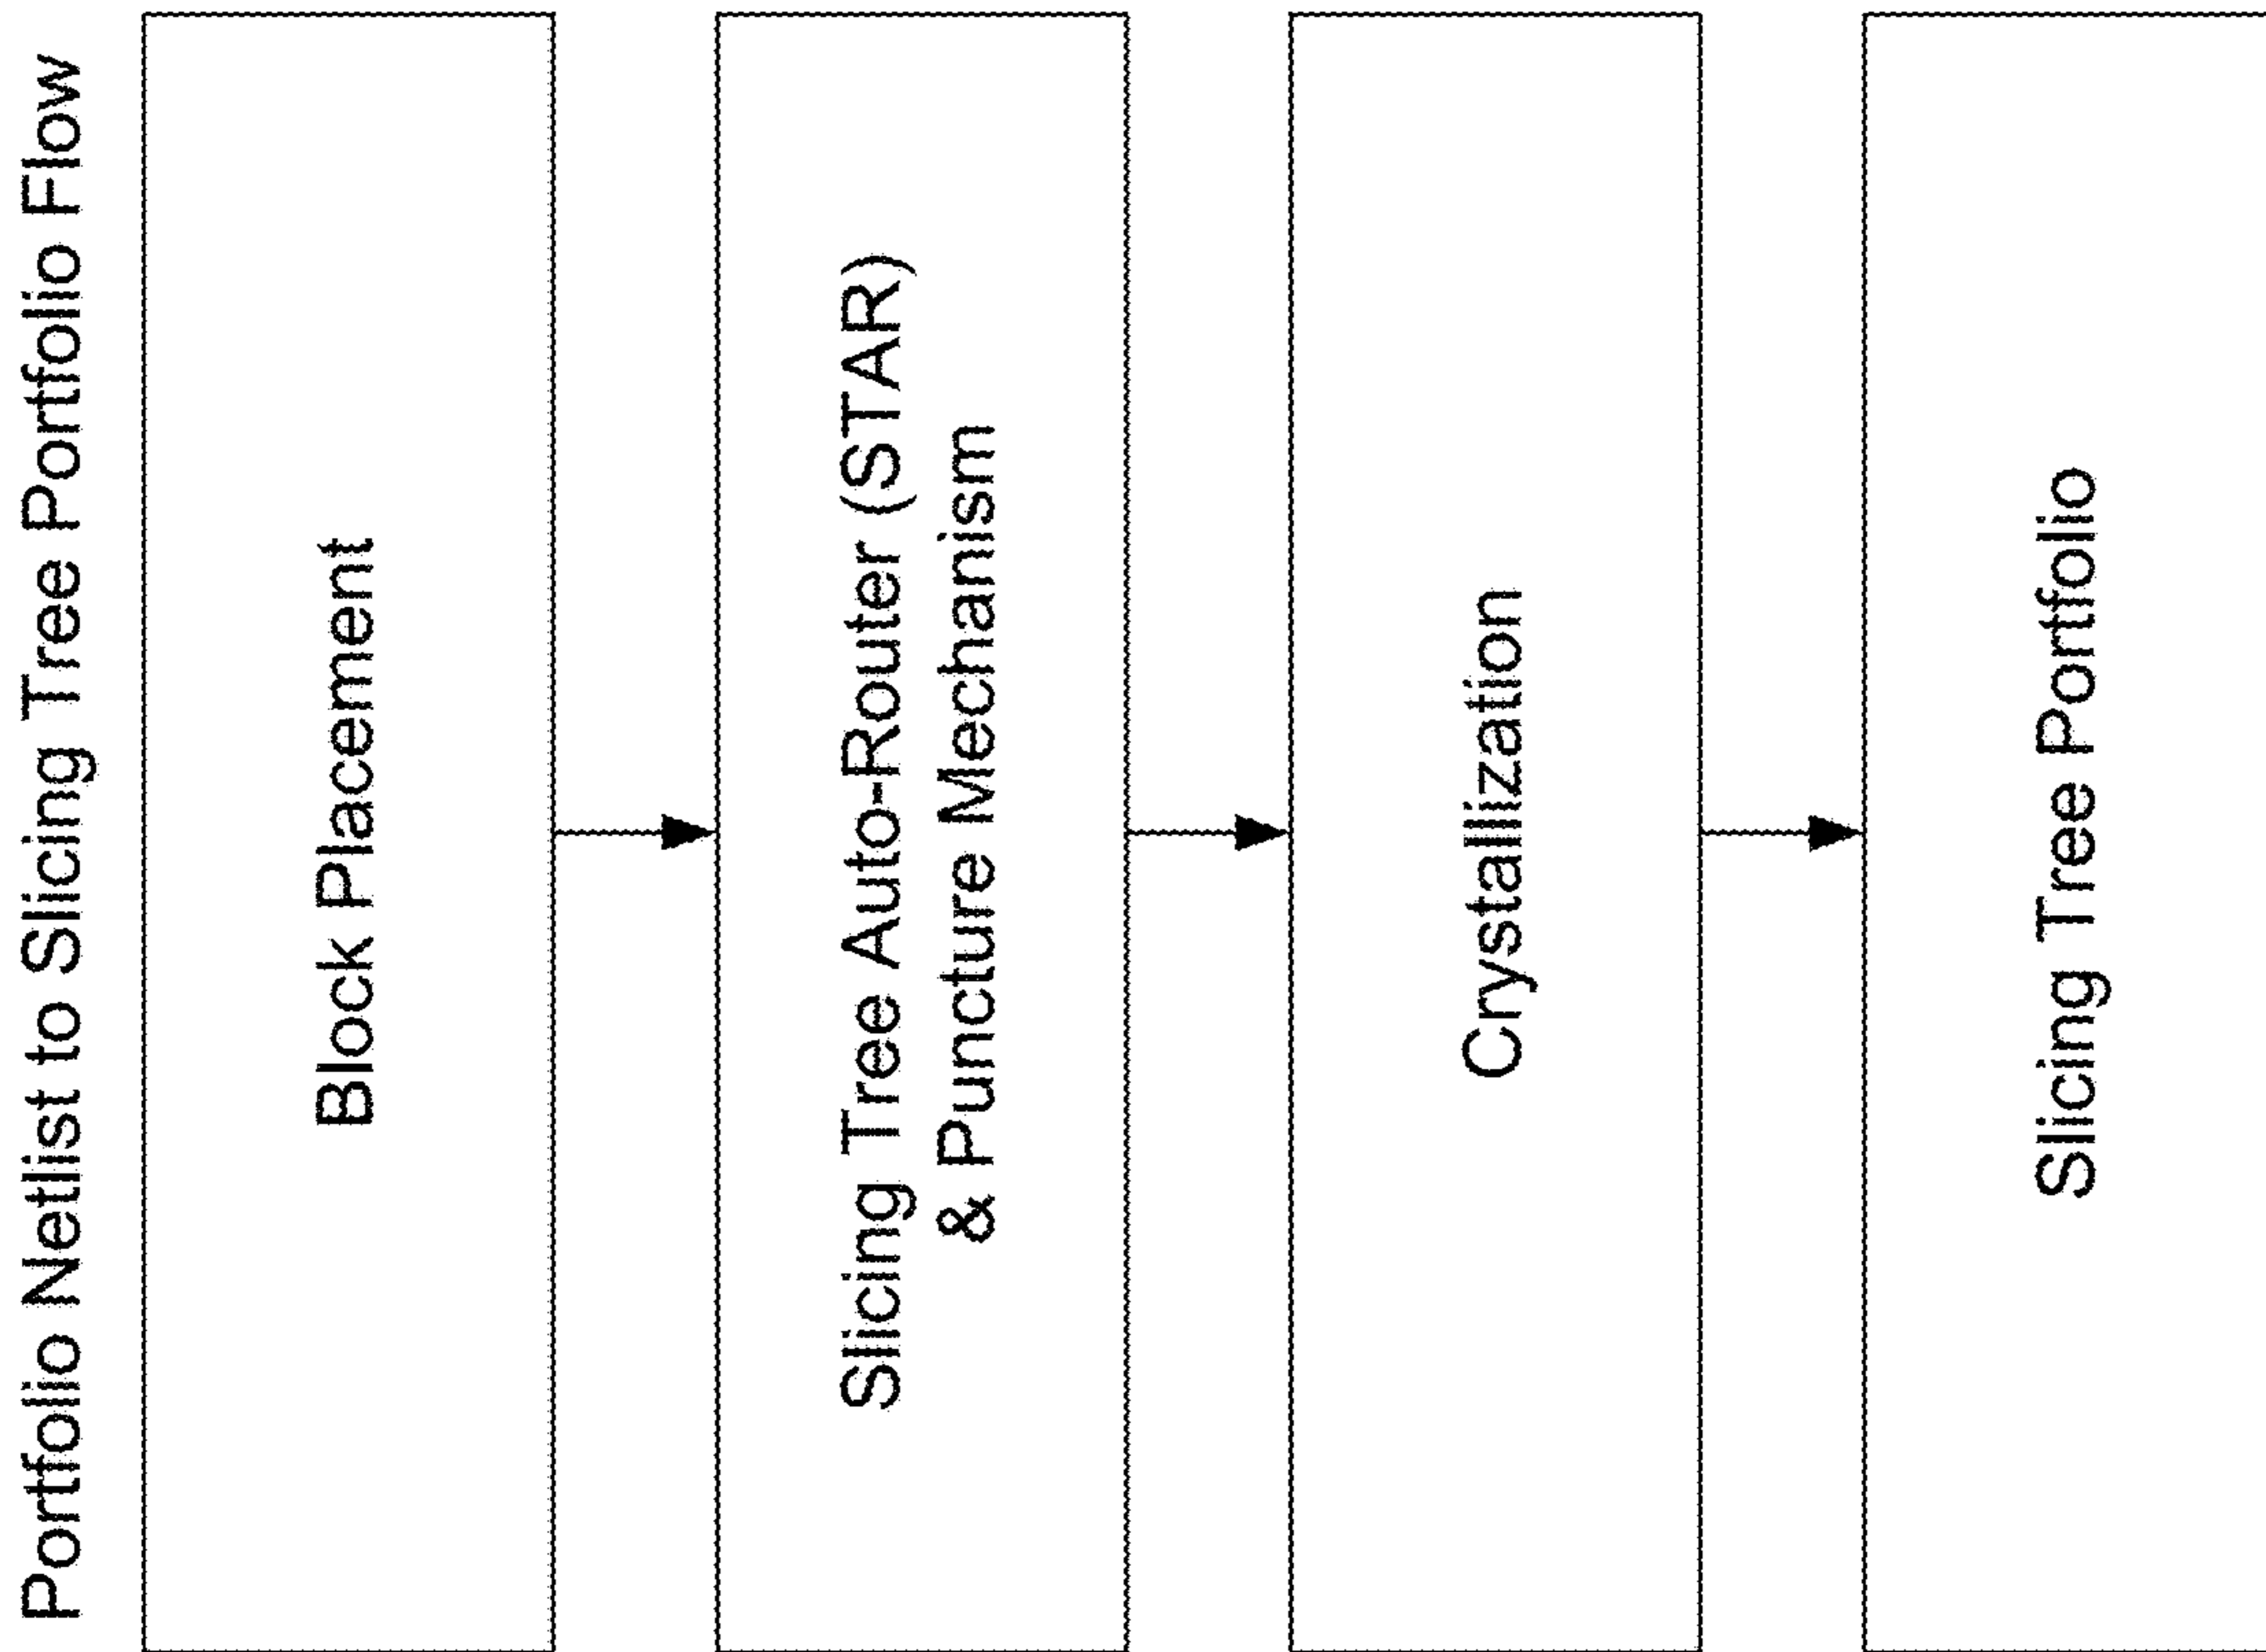 Portfolio Netlist to Slicing Tree Portfolio Flow
Block Placement
Slicing Tree Auto-Router (STAR)
& Puncture Mechanism
Crystallization
Slicing Tree Portfolio